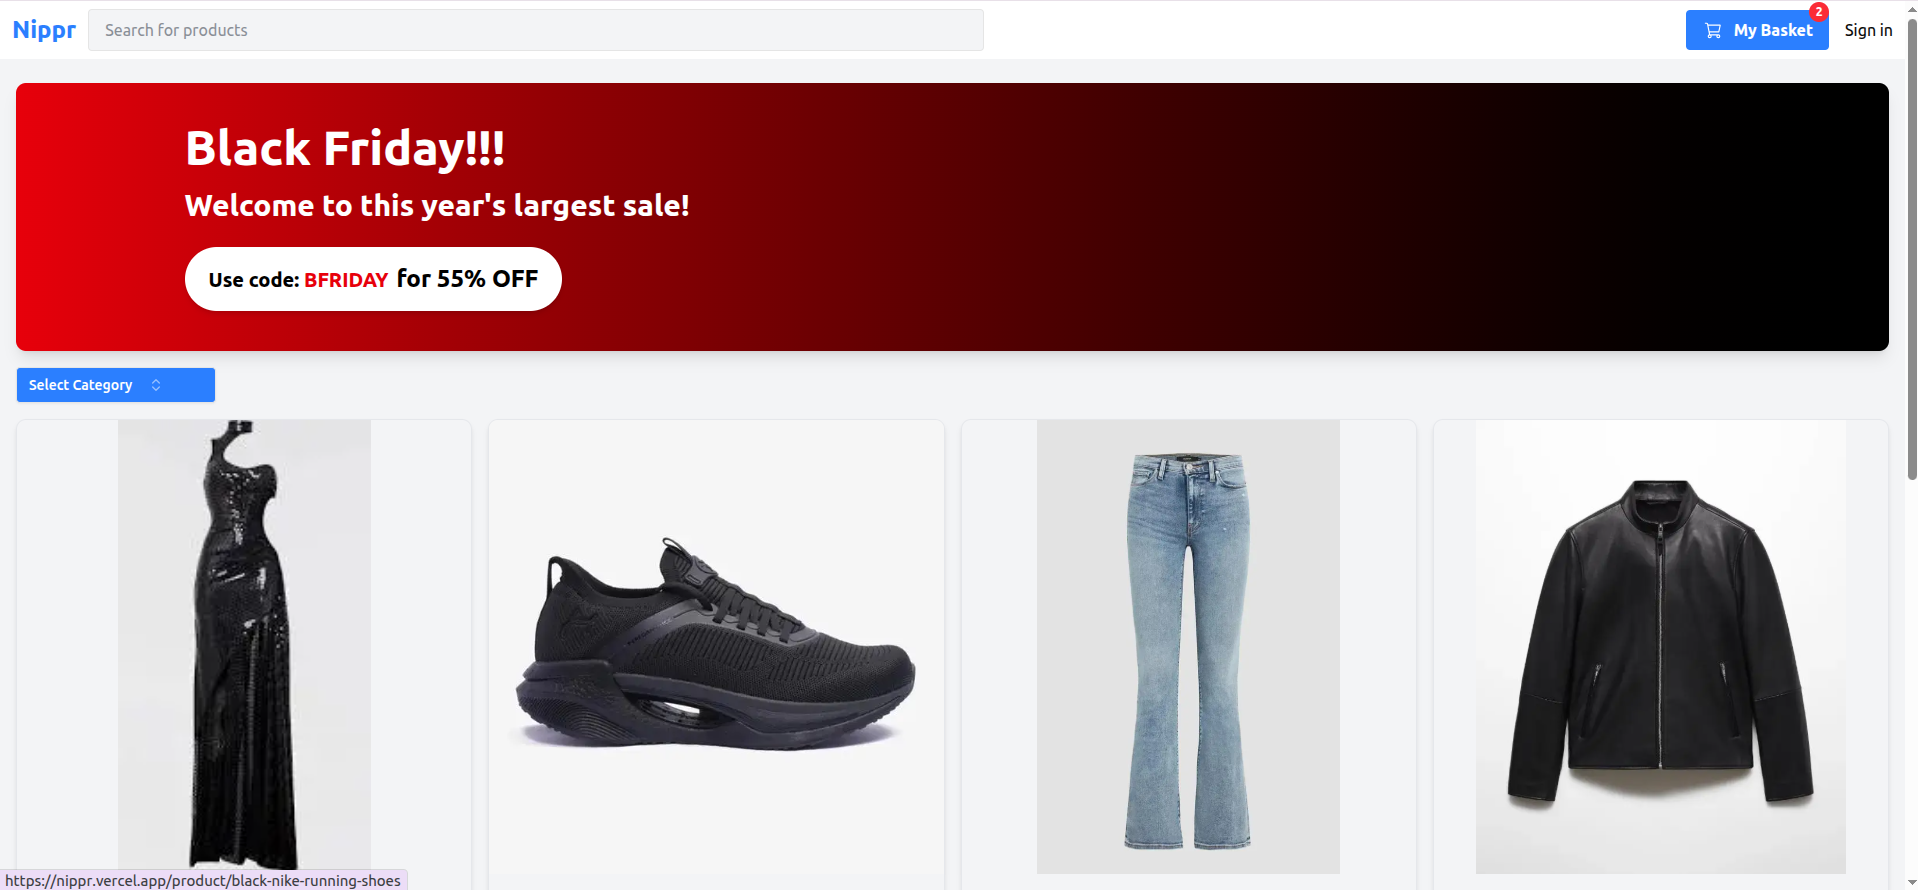 Nippr
Search for products
My Basket
2
Sign in
Black Friday!!!
Welcome to this year's largest sale!
Use code: BFRIDAY for 55% OFF
Select Category
https://nippr.vercel.app/product/black-nike-running-shoes